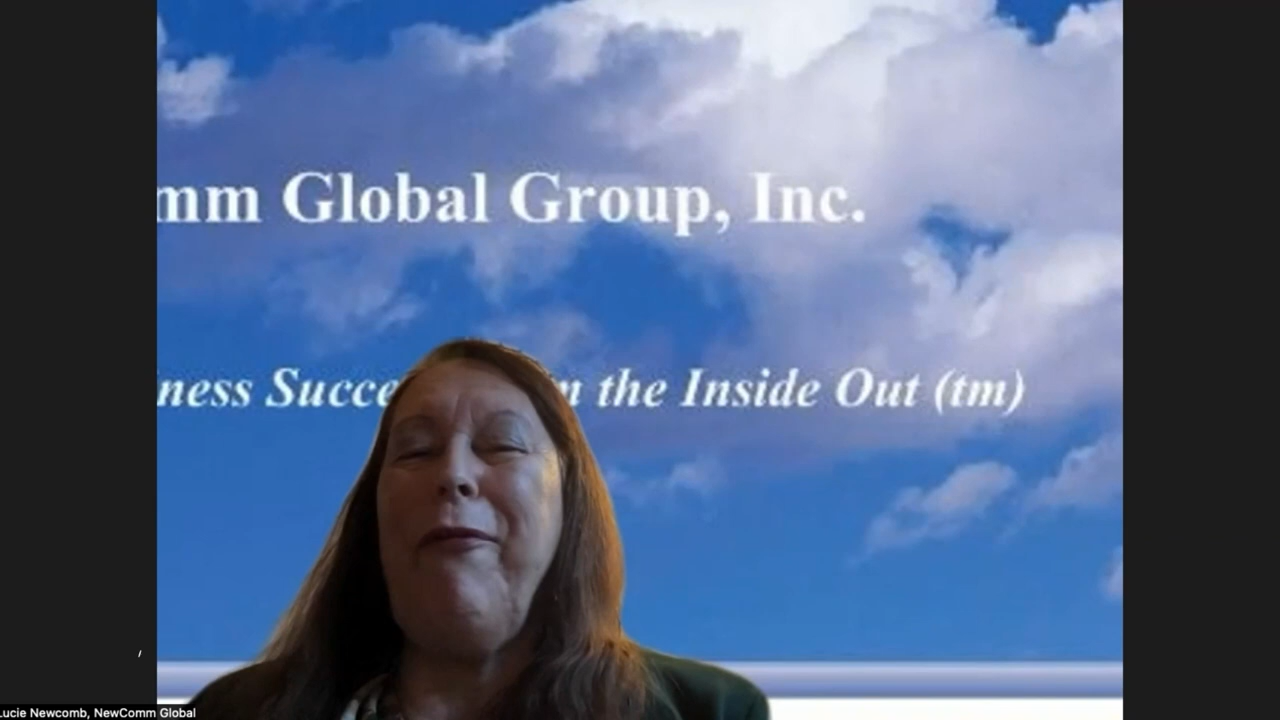 mm Global Group, Inc.
ness Succe n the Inside Out (tm)
Lucie Newcomb, NewComm Global